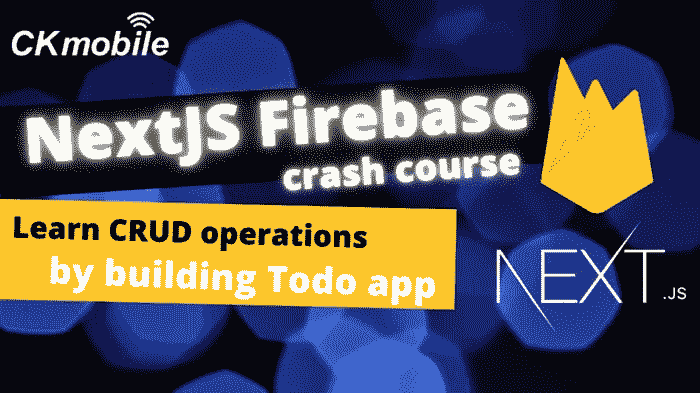 CKmobile
NextJS Firebase
crash course
Learn CRUD operations
by building Todo app
NEXT.JS